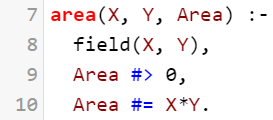 7 area(X, Y, Area) :-
8   field(X, Y),
9   Area #> 0,
10   Area #= X*Y.